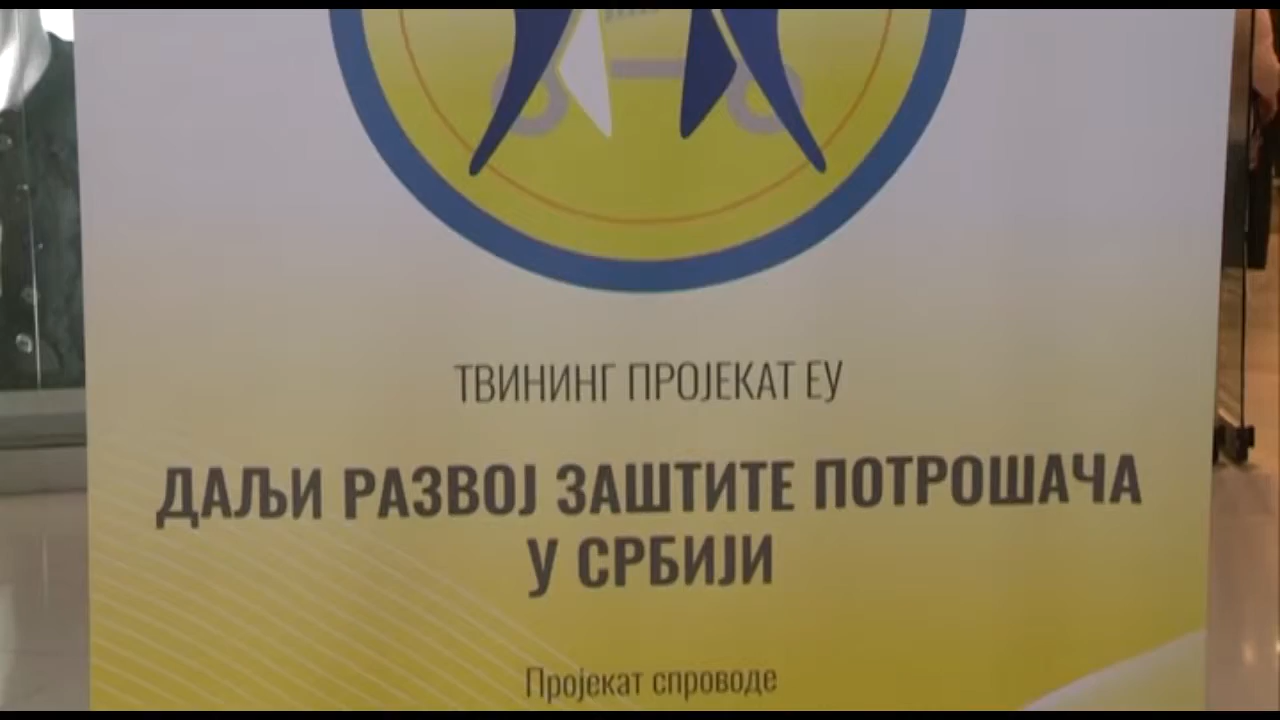 ТВИНИНГ ПРОЈЕКАТ ЕУ
ДАЉИ РАЗВОЈ ЗАШТИТЕ ПОТРОШАЧА
У СРБИЈИ
Пројекат спроводе